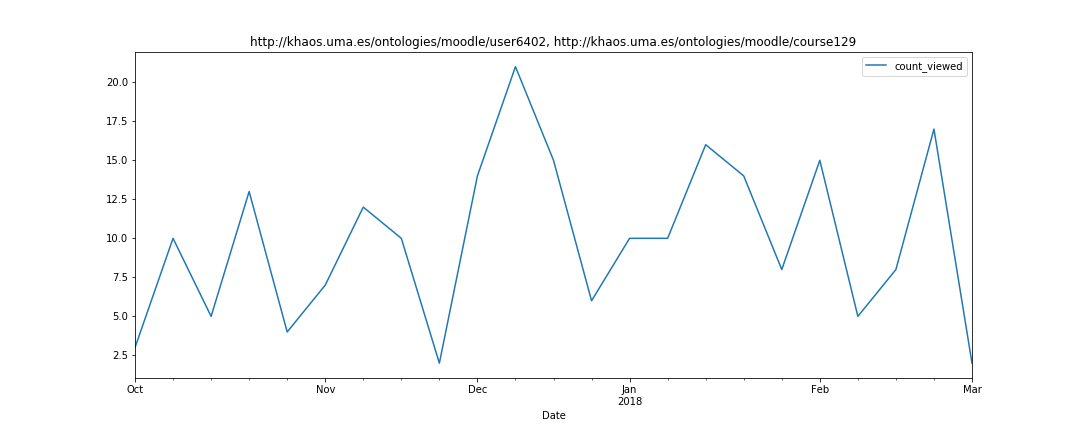 http://khaos.uma.es/ontologies/moodle/user6402, http://khaos.uma.es/ontologies/moodle/course129
count_viewed
20.0
17.5
15.0
12.5
10.0
7.5
5.0
2.5
Oct Nov Dec Jan Feb Mar
2018
Date